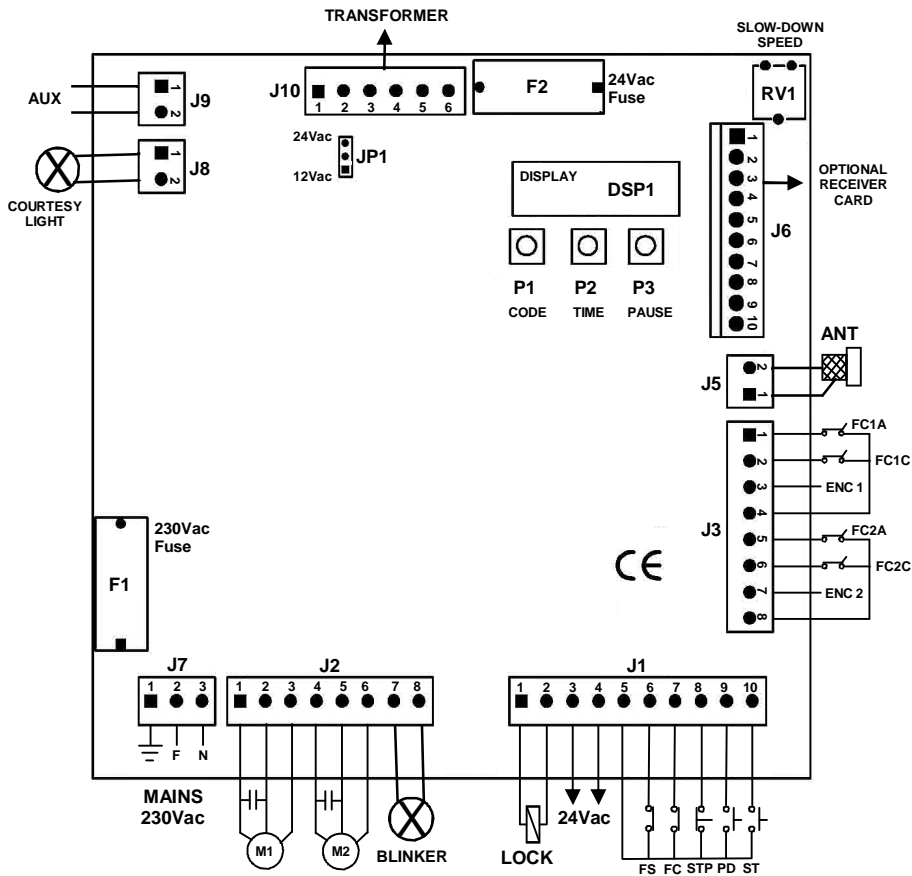 TRANSFORMER
SLOW-DOWN
SPEED
AUX
1
2
J9
J10
1 2 3 4 5 6
F2
24Vac
Fuse
RV1
24Vac
12Vac
JP1
1
2
J8
COURTESY
LIGHT
DISPLAY
DSP1
P1
P2
P3
CODE
TIME
PAUSE
1
2
3
4
5
6
7
8
9
10
J6
OPTIONAL
RECEIVER
CARD
ANT
J5
2
1
J3
1
2
3
4
5
6
7
8
FC1A
FC1C
ENC 1
FC2A
FC2C
ENC 2
230Vac
Fuse
F1
CE
J7
1 2 3
F N
MAINS
230Vac
J2
1 2 3 4 5 6 7 8
M1
M2
BLINKER
J1
1 2 3 4 5 6 7 8 9 10
LOCK
24Vac
FS FC STP PD ST